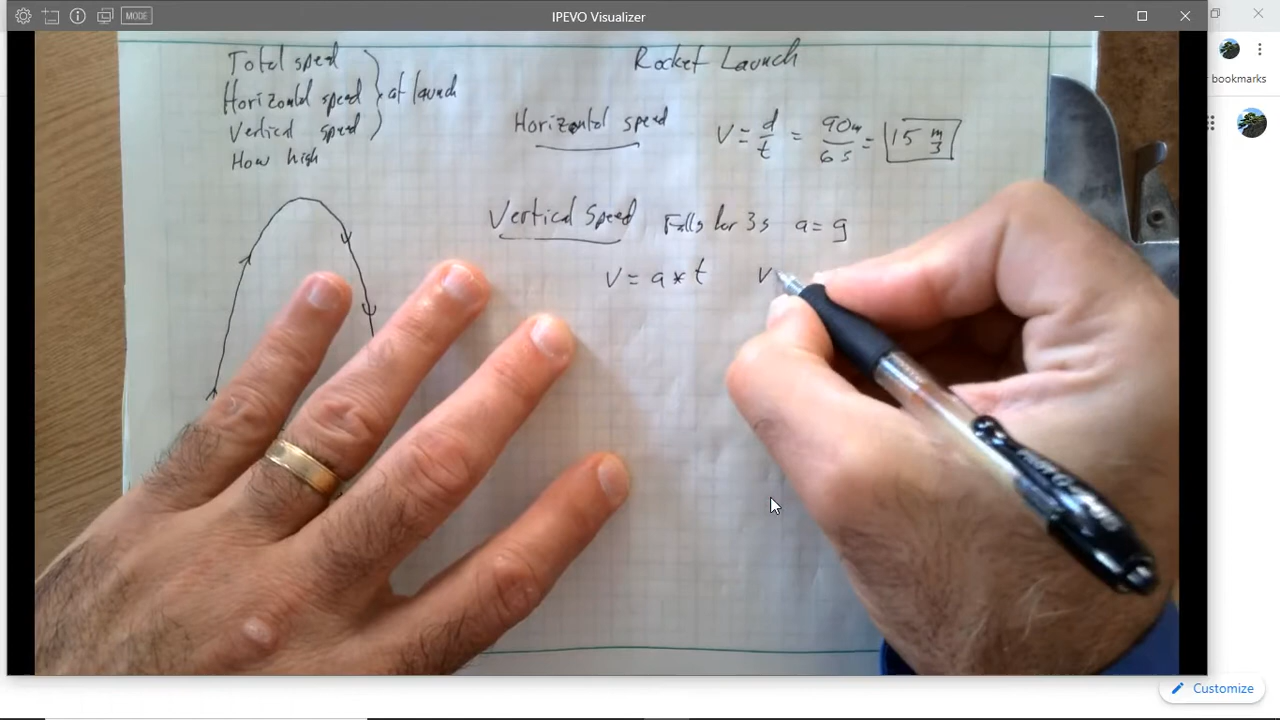 IPEVO Visualizer
MODE
bookmarks
Total speed
Horizontal speed } at launch
Vertical speed
How high
Rocket Launch
Horizontal speed V = d/t = 90m/6s = 15 m/3
Vertical Speed Falls for 3s a = g
V = a * t V
Customize